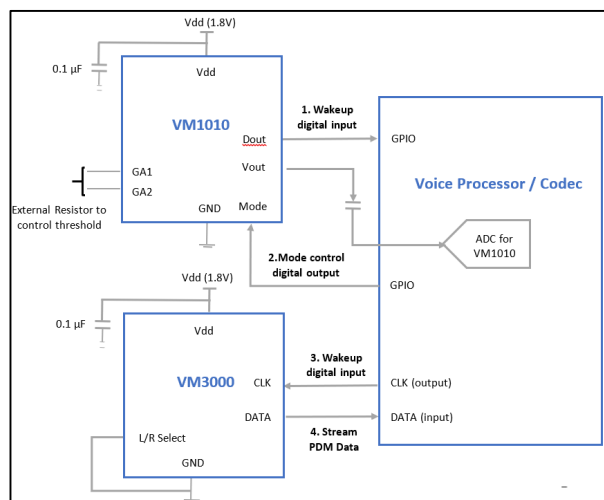 Vdd (1.8V)
0.1 µF
Vdd
VM1010
1. Wakeup
digital input
Dout
GPIO
Vout
Voice Processor / Codec
GA1
GA2
External Resistor to
control threshold
GND
Mode
ADC for
VM1010
2.Mode control
digital output
Vdd (1.8V)
GPIO
0.1 µF
Vdd
VM3000
3. Wakeup
digital input
CLK
CLK (output)
DATA
DATA (input)
4. Stream
PDM Data
L/R Select
GND